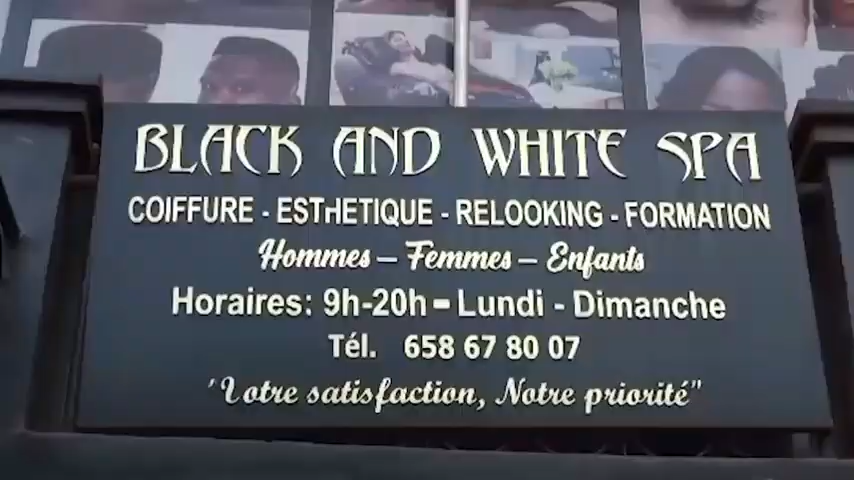 BLACK AND WHITE SPA
COIFFURE - ESTHETIQUE - RELOOKING - FORMATION
Hommes – Femmes – Enfants
Horaires: 9h-20h - Lundi - Dimanche
Tél. 658 67 80 07
'Votre satisfaction, Notre priorité"